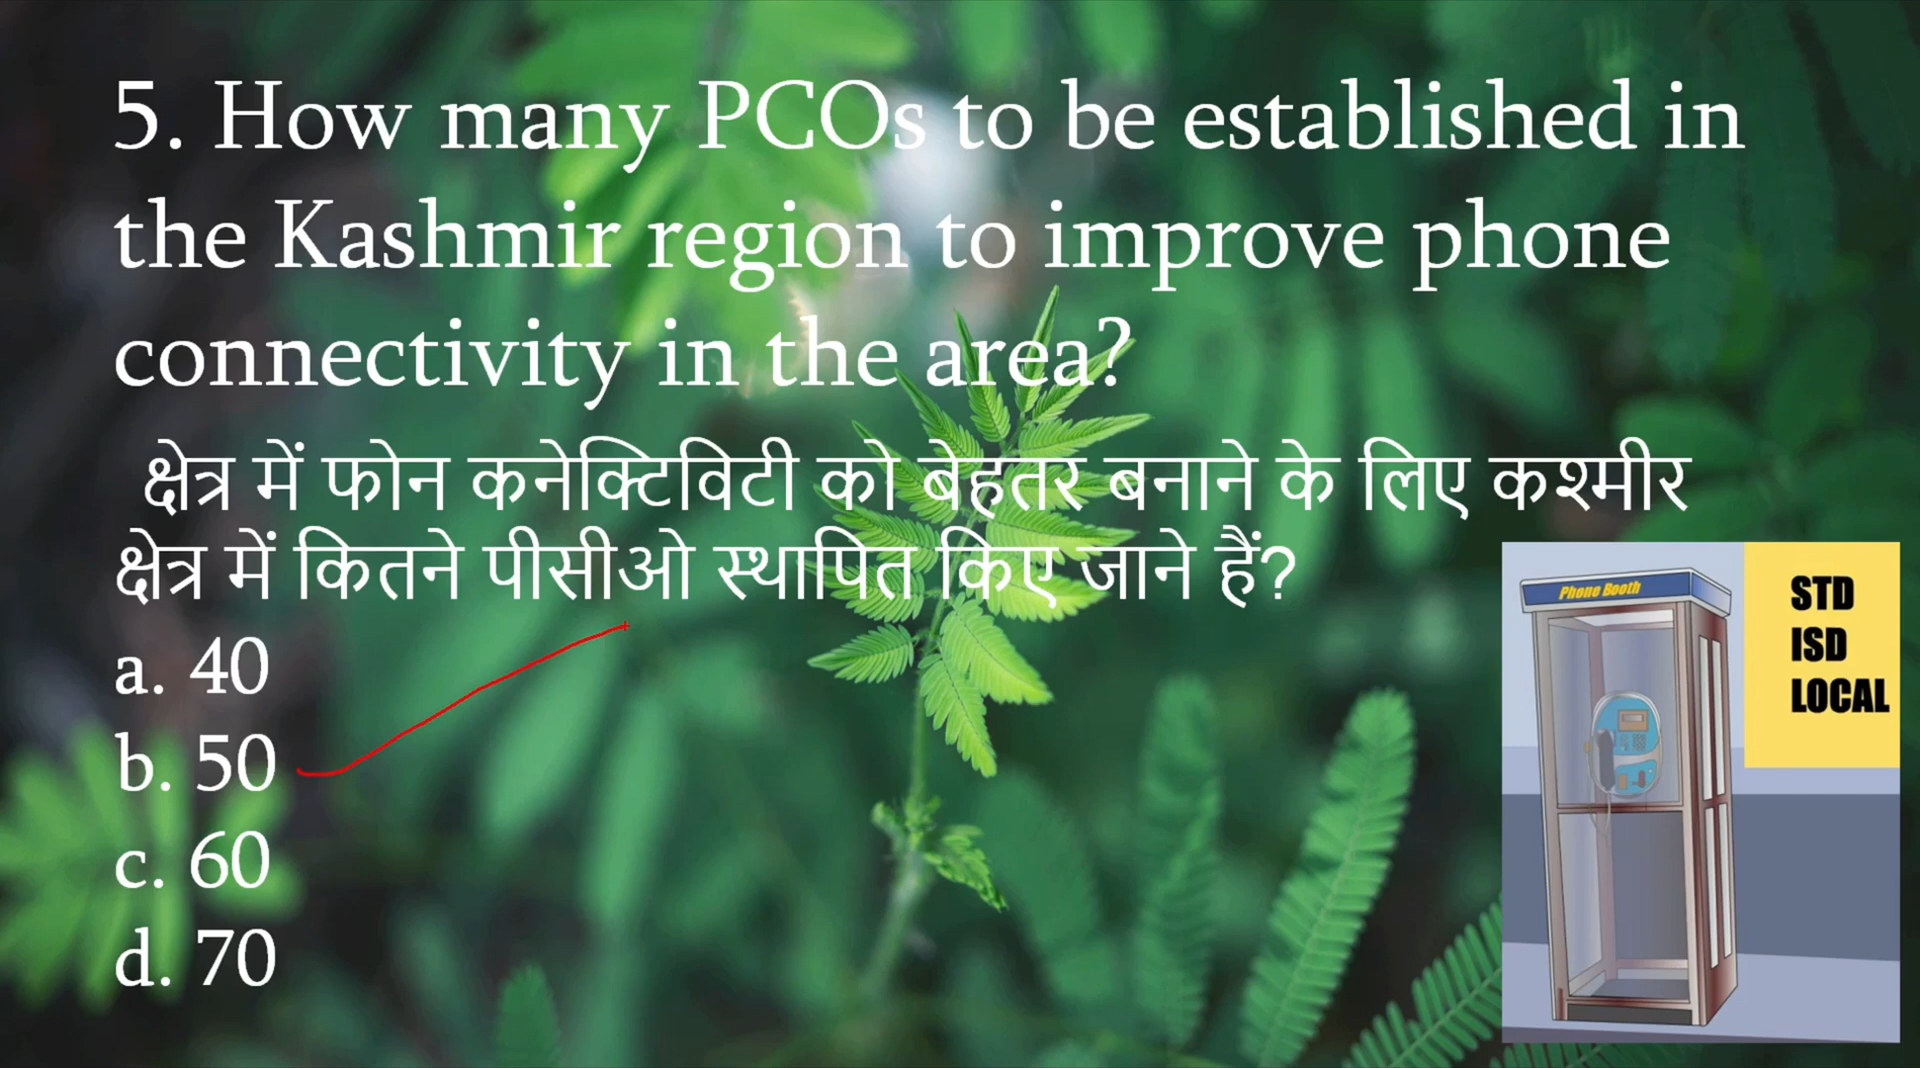 5. How many PCOs to be established in
the Kashmir region to improve phone
connectivity in the area?
क्षेत्र में फोन कनेक्टिविटी को बेहतर बनाने के लिए कश्मीर
क्षेत्र में कितने पीसीओ स्थापित किए जाने हैं?
a. 40
b. 50
c. 60
d. 70
Phone Booth
STD
ISD
LOCAL